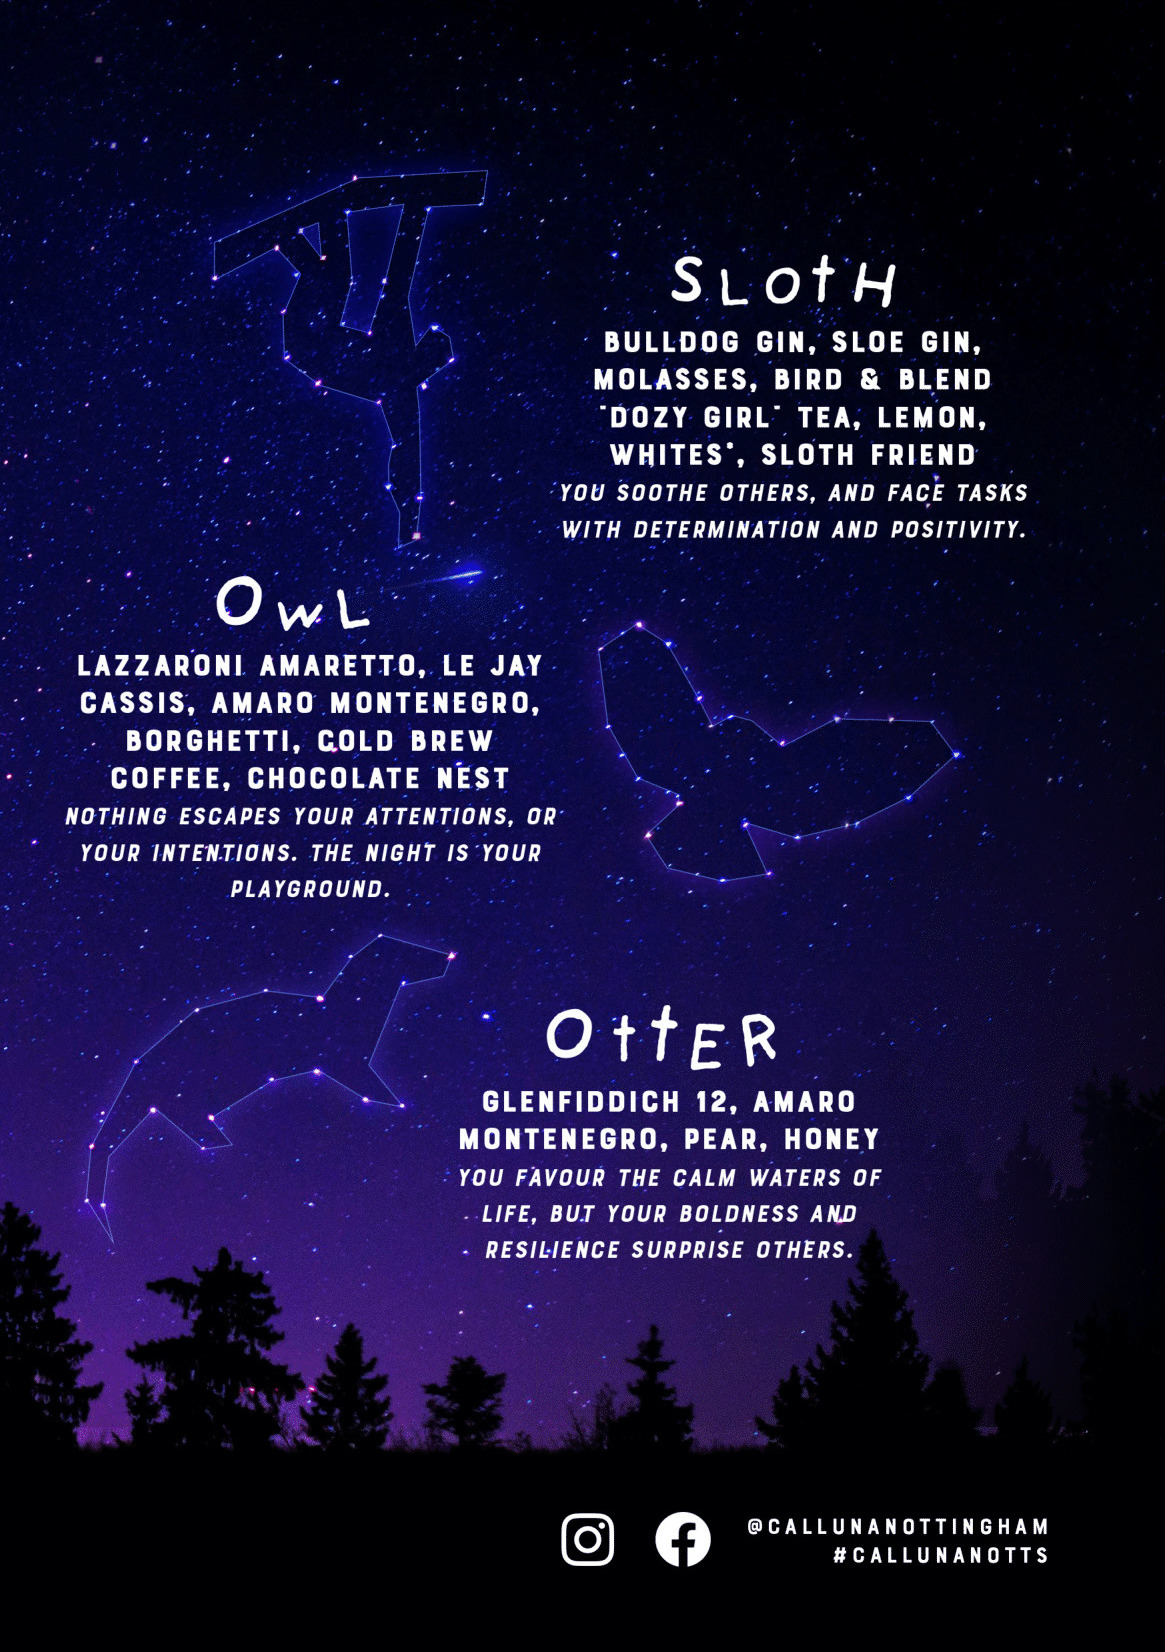 SLOTH
BULLDOG GIN, SLOE GIN,
MOLASSES, BIRD & BLEND
"DOZY GIRL" TEA, LEMON,
WHITES*, SLOTH FRIEND
YOU SOOTHE OTHERS, AND FACE TASKS
WITH DETERMINATION AND POSITIVITY.
OWL
LAZZARONI AMARETTO, LE JAY
CASSIS, AMARO MONTENEGRO,
BORGHETTI, COLD BREW
COFFEE, CHOCOLATE NEST
NOTHING ESCAPES YOUR ATTENTIONS, OR
YOUR INTENTIONS. THE NIGHT IS YOUR
PLAYGROUND.
OTTER
GLENFIDDICH 12, AMARO
MONTENEGRO, PEAR, HONEY
YOU FAVOUR THE CALM WATERS OF
LIFE, BUT YOUR BOLDNESS AND
RESILIENCE SURPRISE OTHERS.
@CALLUNANOTTINGHAM
#CALLUNANOTTS